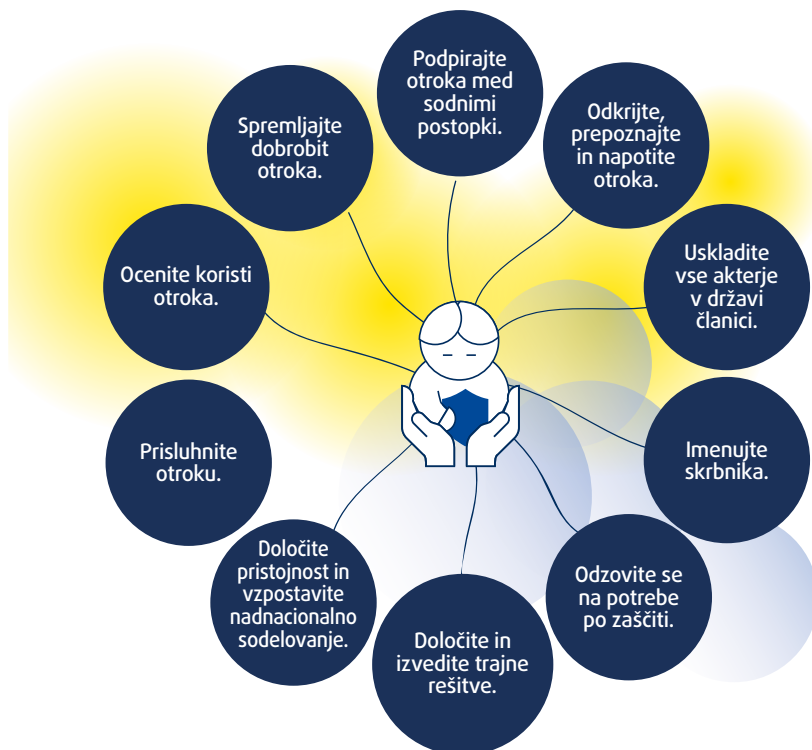 Podpirajte
otroka med
sodnimi
postopki.
Odkrijte,
prepoznajte
in napotite
otroka.
Uskladite
vse akterje
v državi
članici.
Imenujte
skrbnika.
Odzovite se
na potrebe
po zaščiti.
Določite in
izvedite trajne
rešitve.
Določite
pristojnost in
vzpostavite
nadnacionalno
sodelovanje.
Prisluhnite
otroku.
Ocenite koristi
otroka.
Spremljajte
dobrobit
otroka.